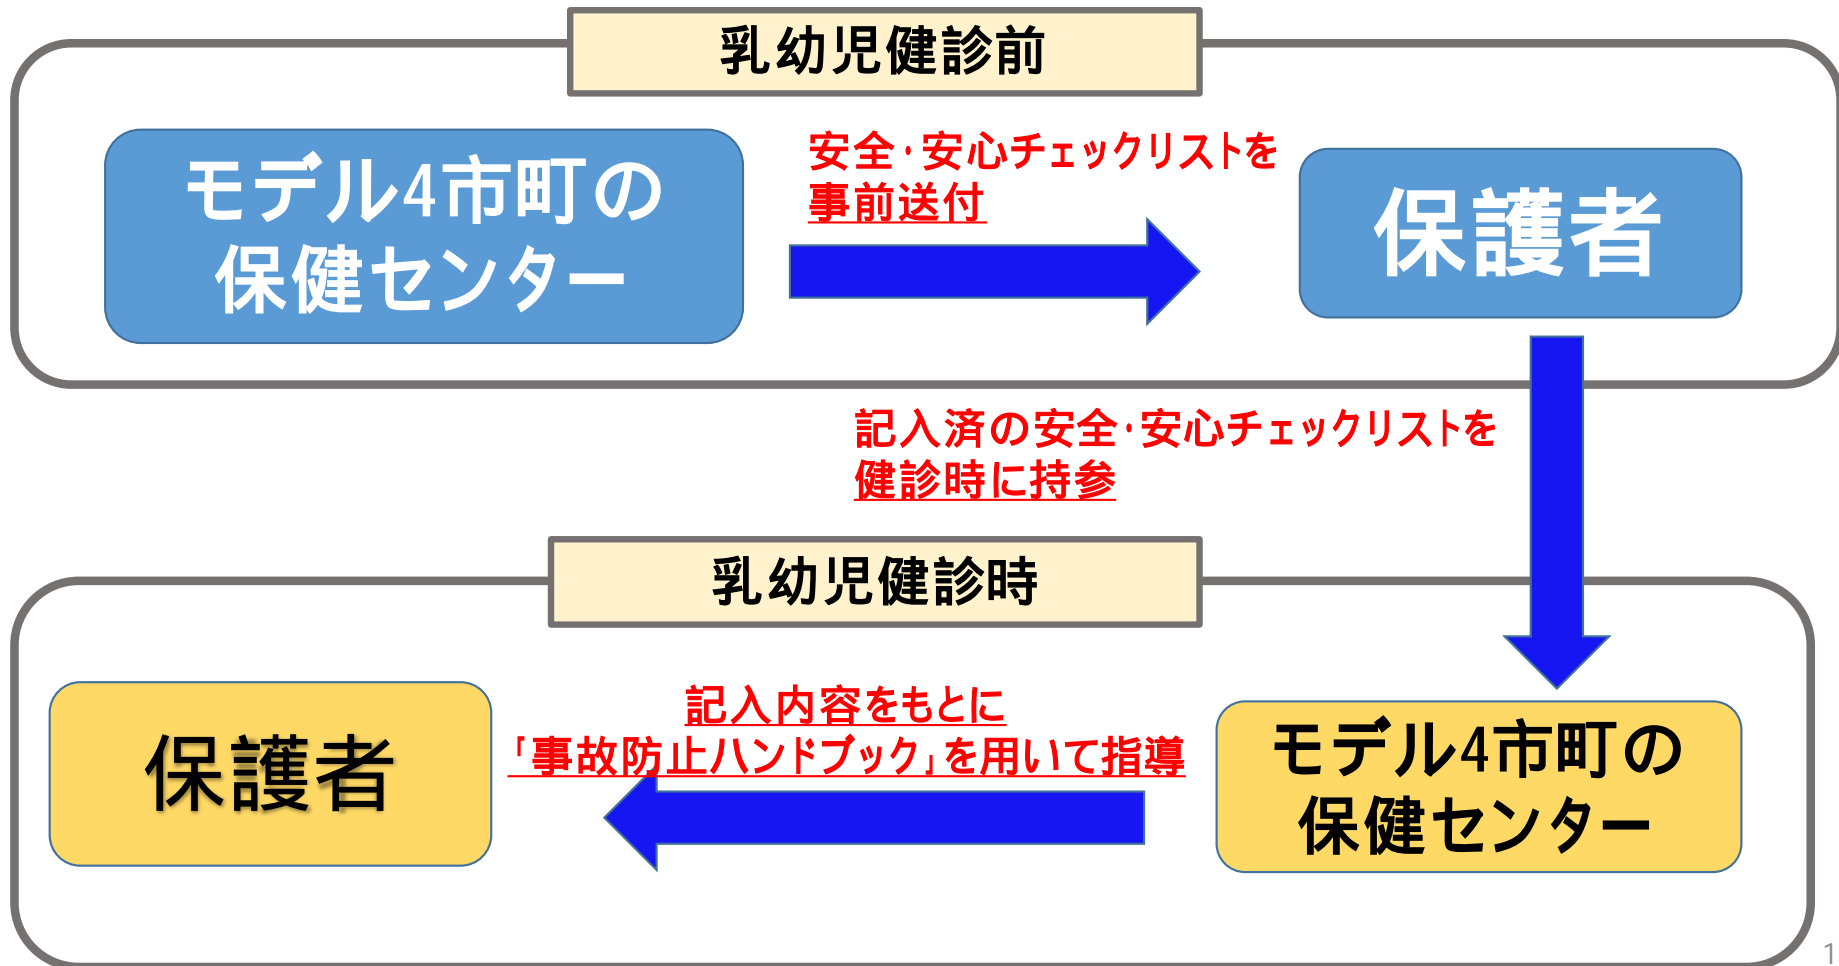 乳幼児健診前
モデル4市町の
保健センター
安全・安心チェックリストを
事前送付
保護者
記入済の安全・安心チェックリストを
健診時に持参
乳幼児健診時
保護者
記入内容をもとに
「事故防止ハンドブック」を用いて指導
モデル4市町の
保健センター
1